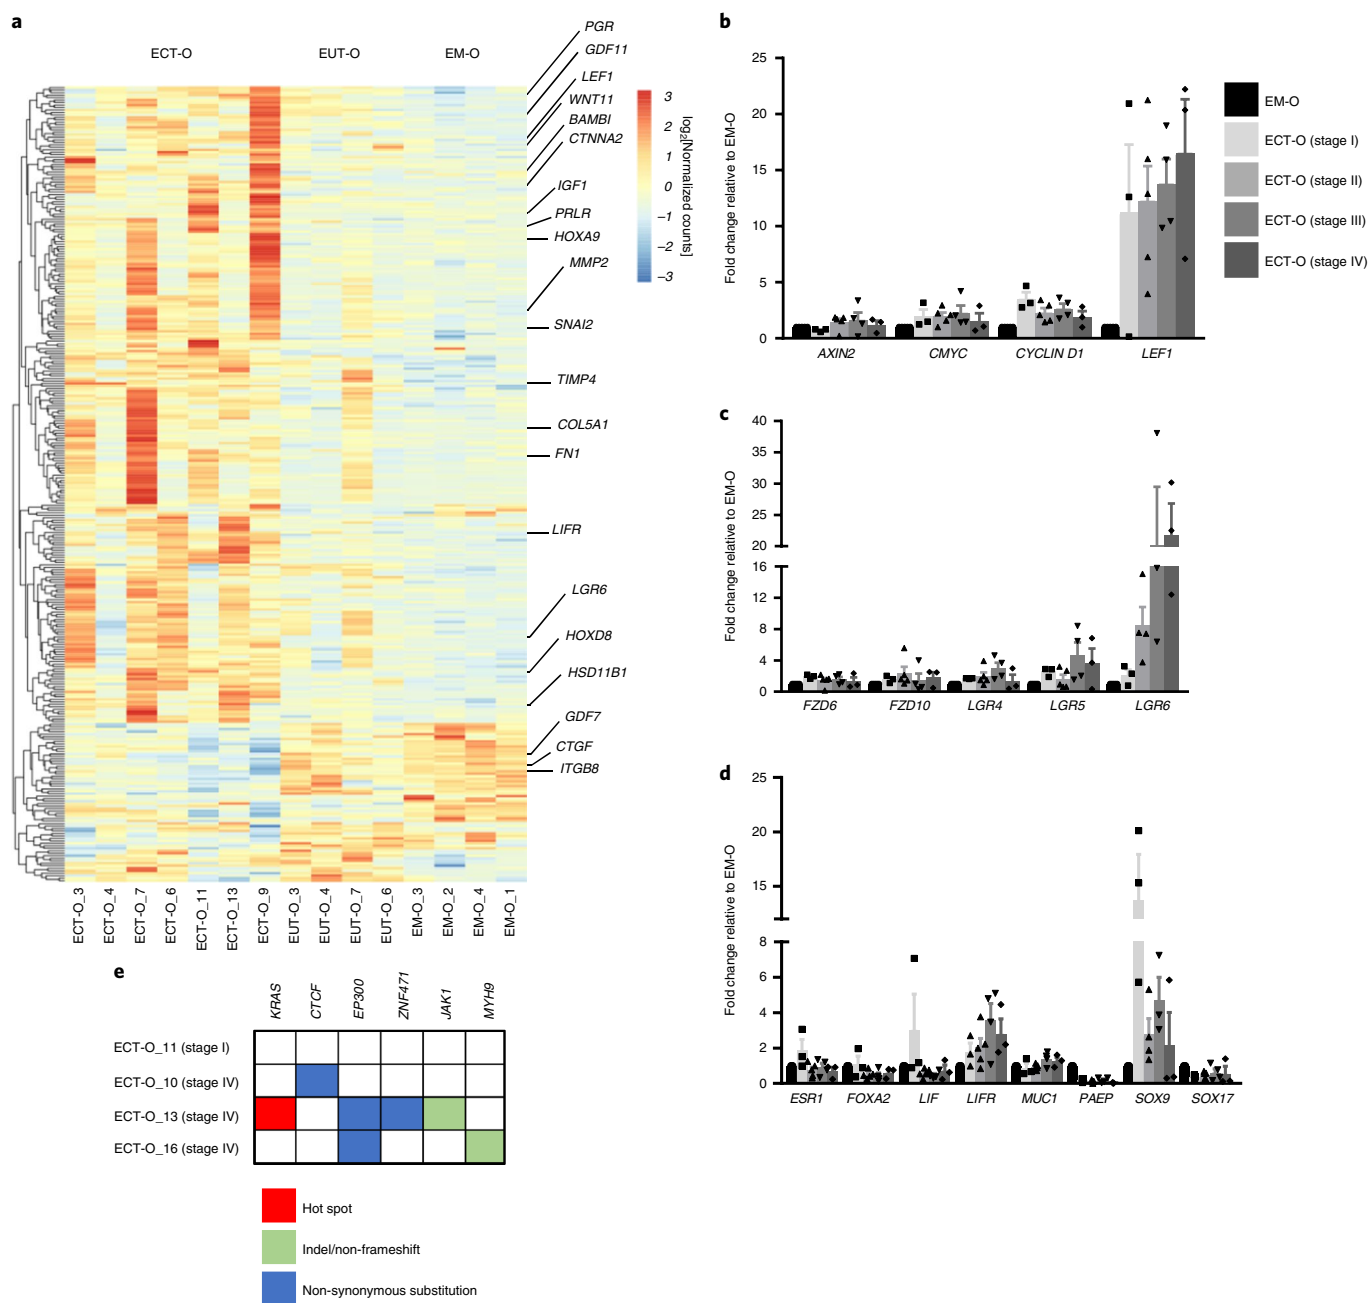 a
ECT-O EUT-O EM-O
PGR
GDF11
LEF1
WNT11
BAMBI
CTNNA2
IGF1
PRLR
HOXA9
MMP2
SNAI2
TIMP4
COL5A1
FN1
LIFR
LGR6
HOXD8
HSD11B1
GDF7
CTGF
ITGB8
3
2
1
0
–1
–2
–3
log2[Normalized counts]
ECT-O_3
ECT-O_4
ECT-O_7
ECT-O_6
ECT-O_11
ECT-O_13
ECT-O_9
EUT-O_3
EUT-O_4
EUT-O_7
EUT-O_6
EM-O_3
EM-O_2
EM-O_4
EM-O_1
b
Fold change relative to EM-O
25
20
15
10
5
0
AXIN2 CMYC CYCLIN D1 LEF1
EM-O
ECT-O (stage I)
ECT-O (stage II)
ECT-O (stage III)
ECT-O (stage IV)
c
Fold change relative to EM-O
40
35
30
25
20
16
12
8
4
0
FZD6 FZD10 LGR4 LGR5 LGR6
d
Fold change relative to EM-O
25
20
15
8
6
4
2
0
ESR1 FOXA2 LIF LIFR MUC1 PAEP SOX9 SOX17
e
KRAS
CTCF
EP300
ZNF471
JAK1
MYH9
ECT-O_11 (stage I)
ECT-O_10 (stage IV)
ECT-O_13 (stage IV)
ECT-O_16 (stage IV)
Hot spot
Indel/non-frameshift
Non-synonymous substitution